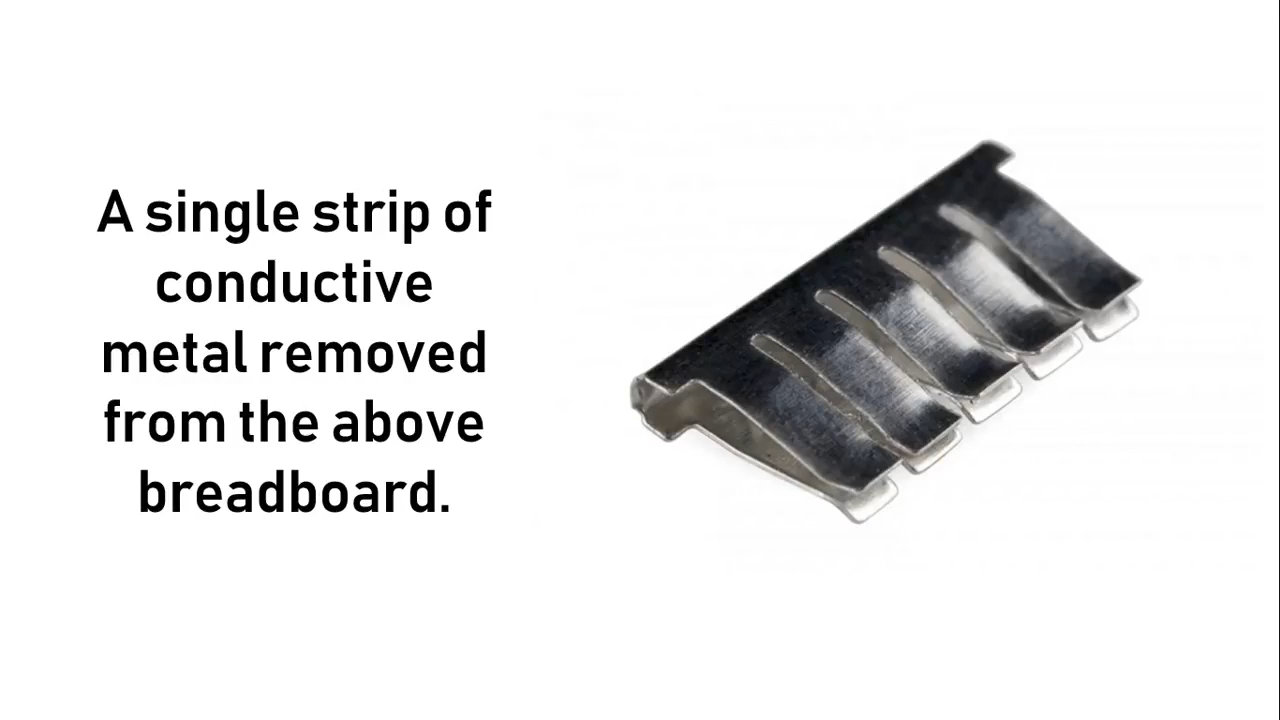 A single strip of
conductive
metal removed
from the above
breadboard.